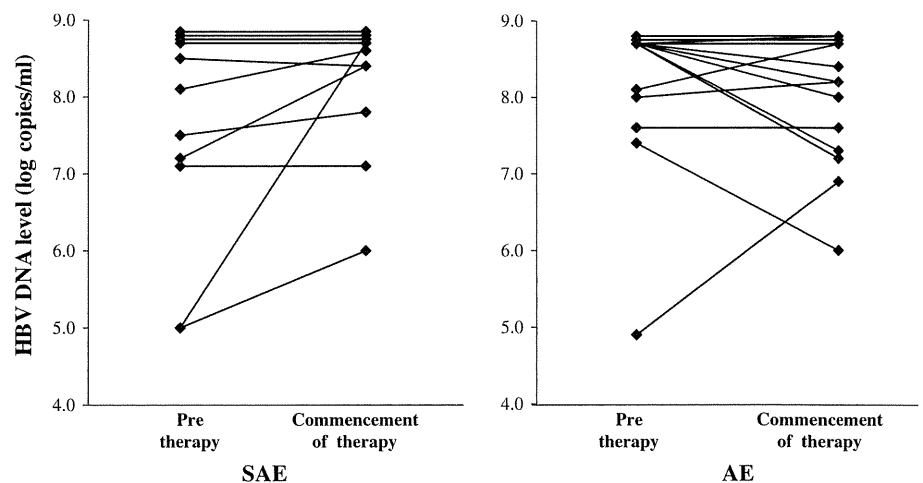 HBV DNA level (log copies/ml)
9.0
8.0
7.0
6.0
5.0
4.0
Pre
therapy
Commencement
of therapy
SAE
9.0
8.0
7.0
6.0
5.0
4.0
Pre
therapy
Commencement
of therapy
AE